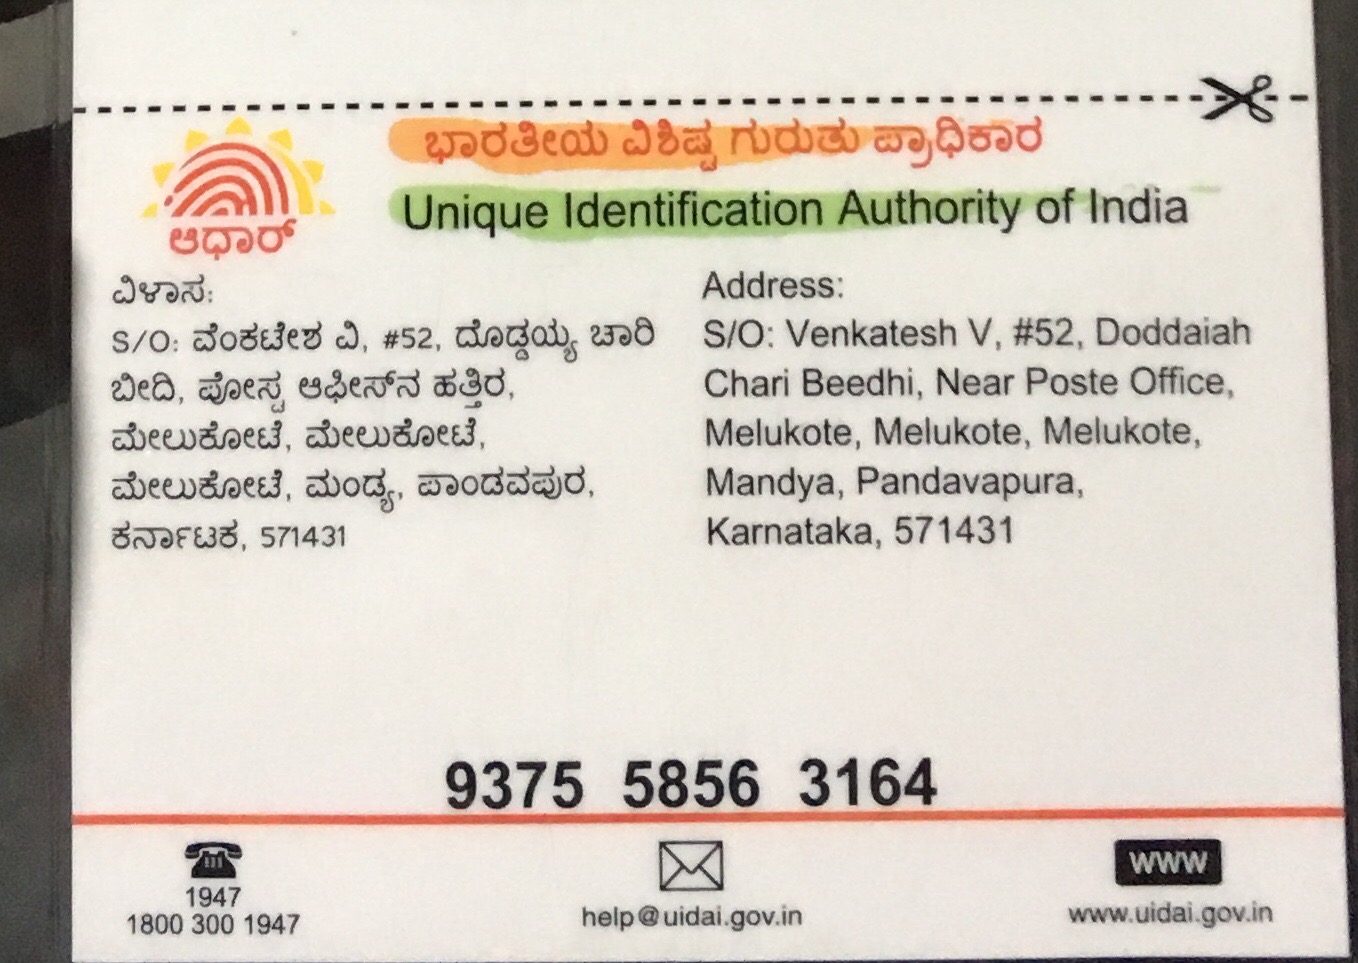 ಭಾರತೀಯ ವಿಶಿಷ್ಟ ಗುರುತು ಪ್ರಾಧಿಕಾರ
Unique Identification Authority of India
ಆಧಾರ್
ವಿಳಾಸ:
S/O: ವೆಂಕಟೇಶ ವಿ, #52, ದೊಡ್ಡಯ್ಯ ಚಾರಿ
ಬೀದಿ, ಪೋಸ್ಟ ಆಫೀಸ್‌ನ ಹತ್ತಿರ,
ಮೇಲುಕೋಟೆ, ಮೇಲುಕೋಟೆ,
ಮೇಲುಕೋಟೆ, ಮಂಡ್ಯ, ಪಾಂಡವಪುರ,
ಕರ್ನಾಟಕ, 571431
Address:
S/O: Venkatesh V, #52, Doddaiah
Chari Beedhi, Near Poste Office,
Melukote, Melukote, Melukote,
Mandya, Pandavapura,
Karnataka, 571431
9375 5856 3164
1947
1800 300 1947
help@uidai.gov.in
www
www.uidai.gov.in